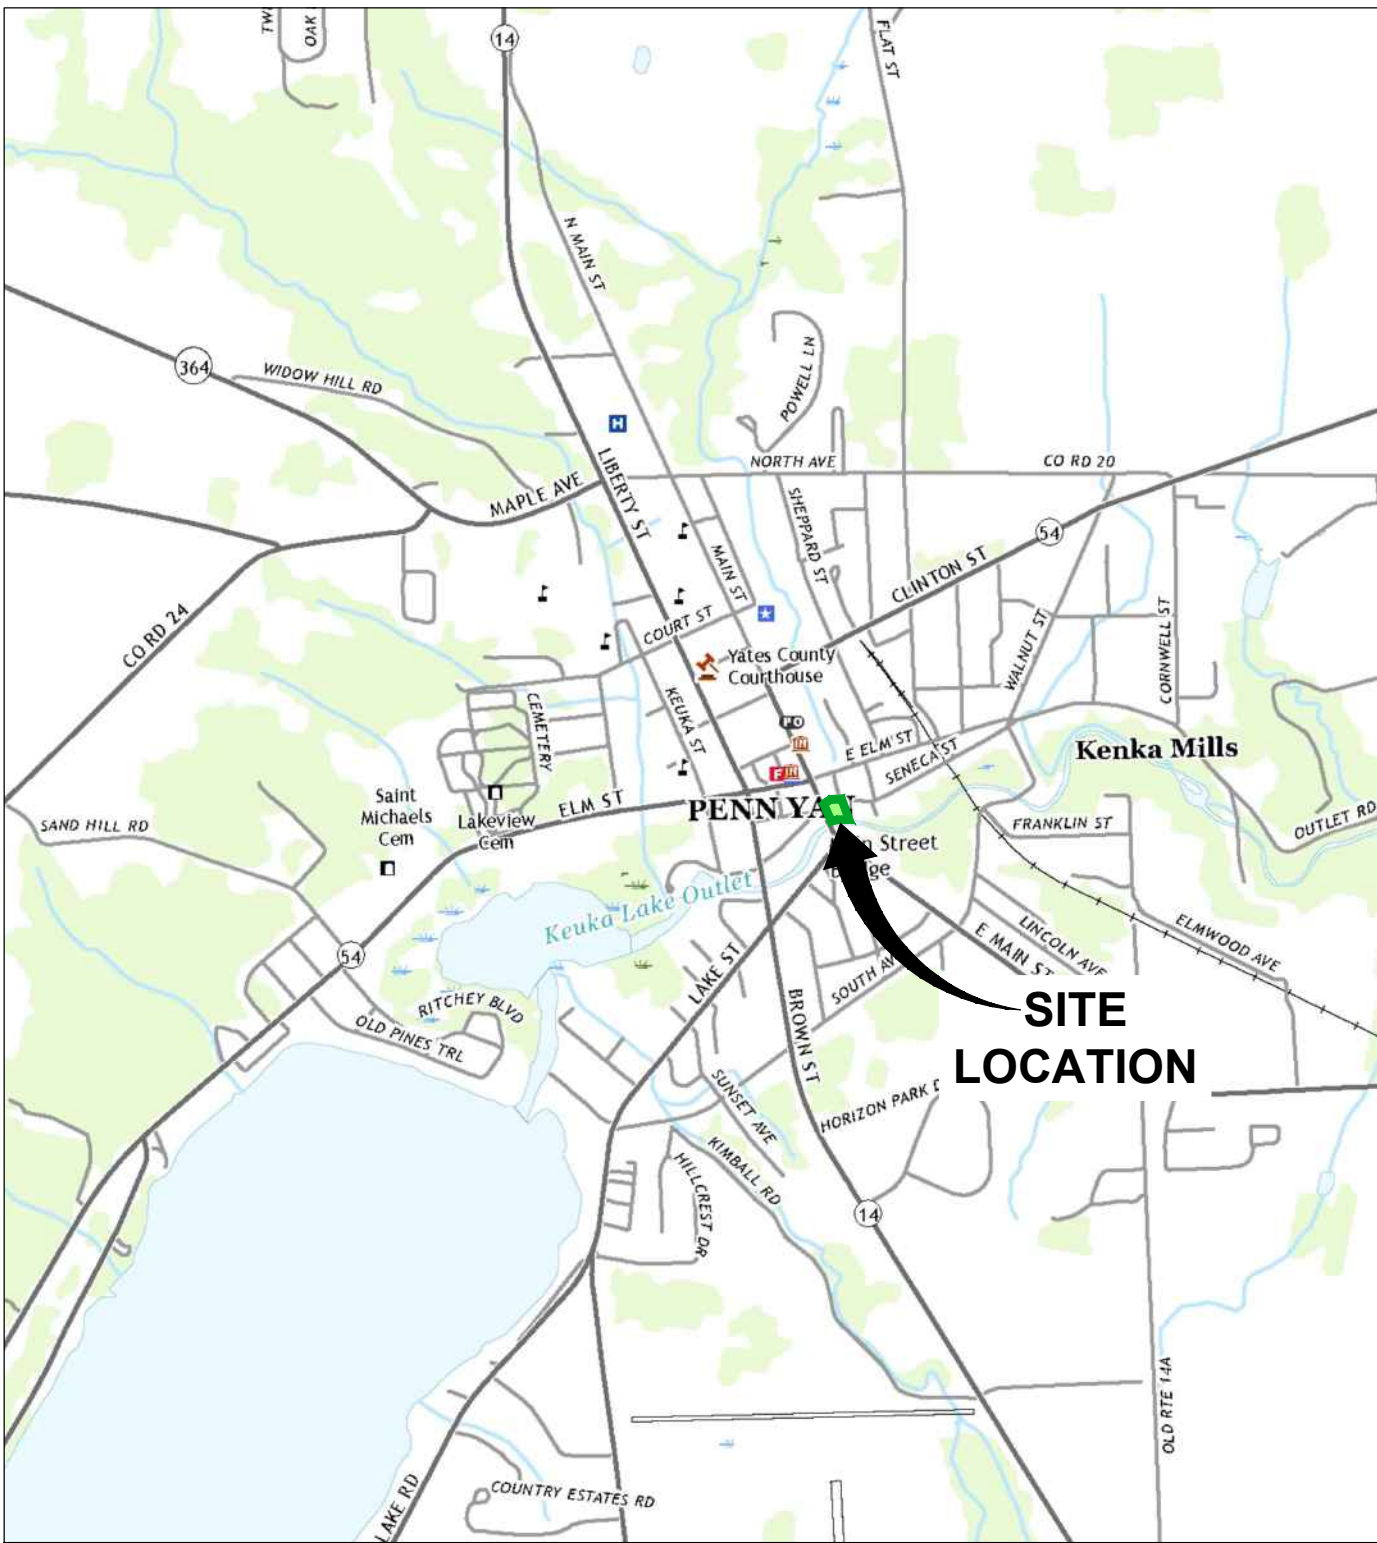 14
FLAT ST
OAK
N MAIN ST
364
WIDOW HILL RD
POWELL LN
H
NORTH AVE
CO RD 20
LIBERTY ST
MAPLE AVE
SHEPPARD ST
54
MAIN ST
CLINTON ST
COURT ST
CO RD 24
WALNUT ST
CORNWELL ST
Yates County
Courthouse
KEUKA ST
CEMETERY
PO
E ELM ST
SENECA ST
Kenka Mills
F
ELM ST
PENN YA
Saint
Michaels
Cem
Lakeview
Cem
SAND HILL RD
FRANKLIN ST
OUTLET RD
Street
Keuka Lake Outlet
LINCOLN AVE
E MAIN ST
ELMWOOD AVE
54
LAKE ST
SOUTH AV
BROWN ST
RITCHEY BLVD
OLD PINES TRL
SITE
LOCATION
SUNSET AVE
HORIZON PARK D
KIMBALL RD
HILLCREST DR
14
OLD RTE 14A
LAKE RD
COUNTRY ESTATES RD